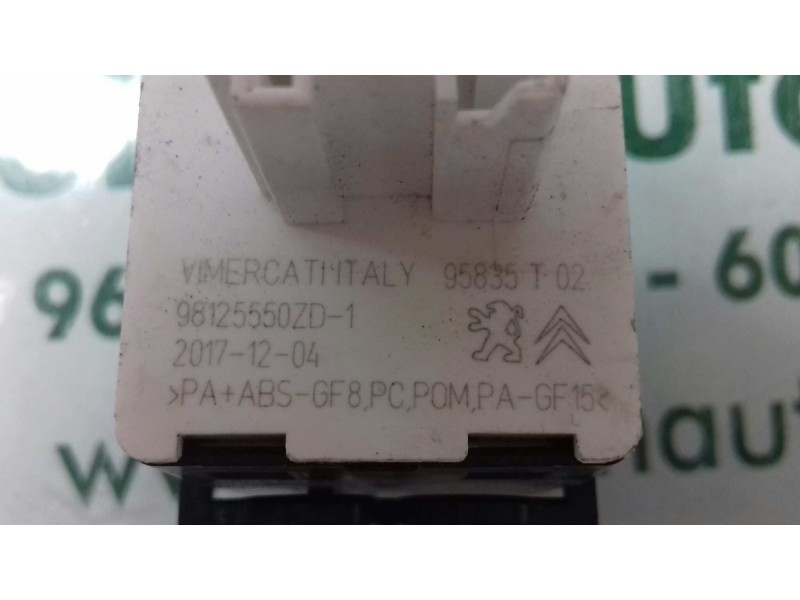 VIMERCATI ITALY 95835 T 02
98125550ZD-1
2017-12-04
>PA+ABS-GF8,PC,POM,PA-GF15<